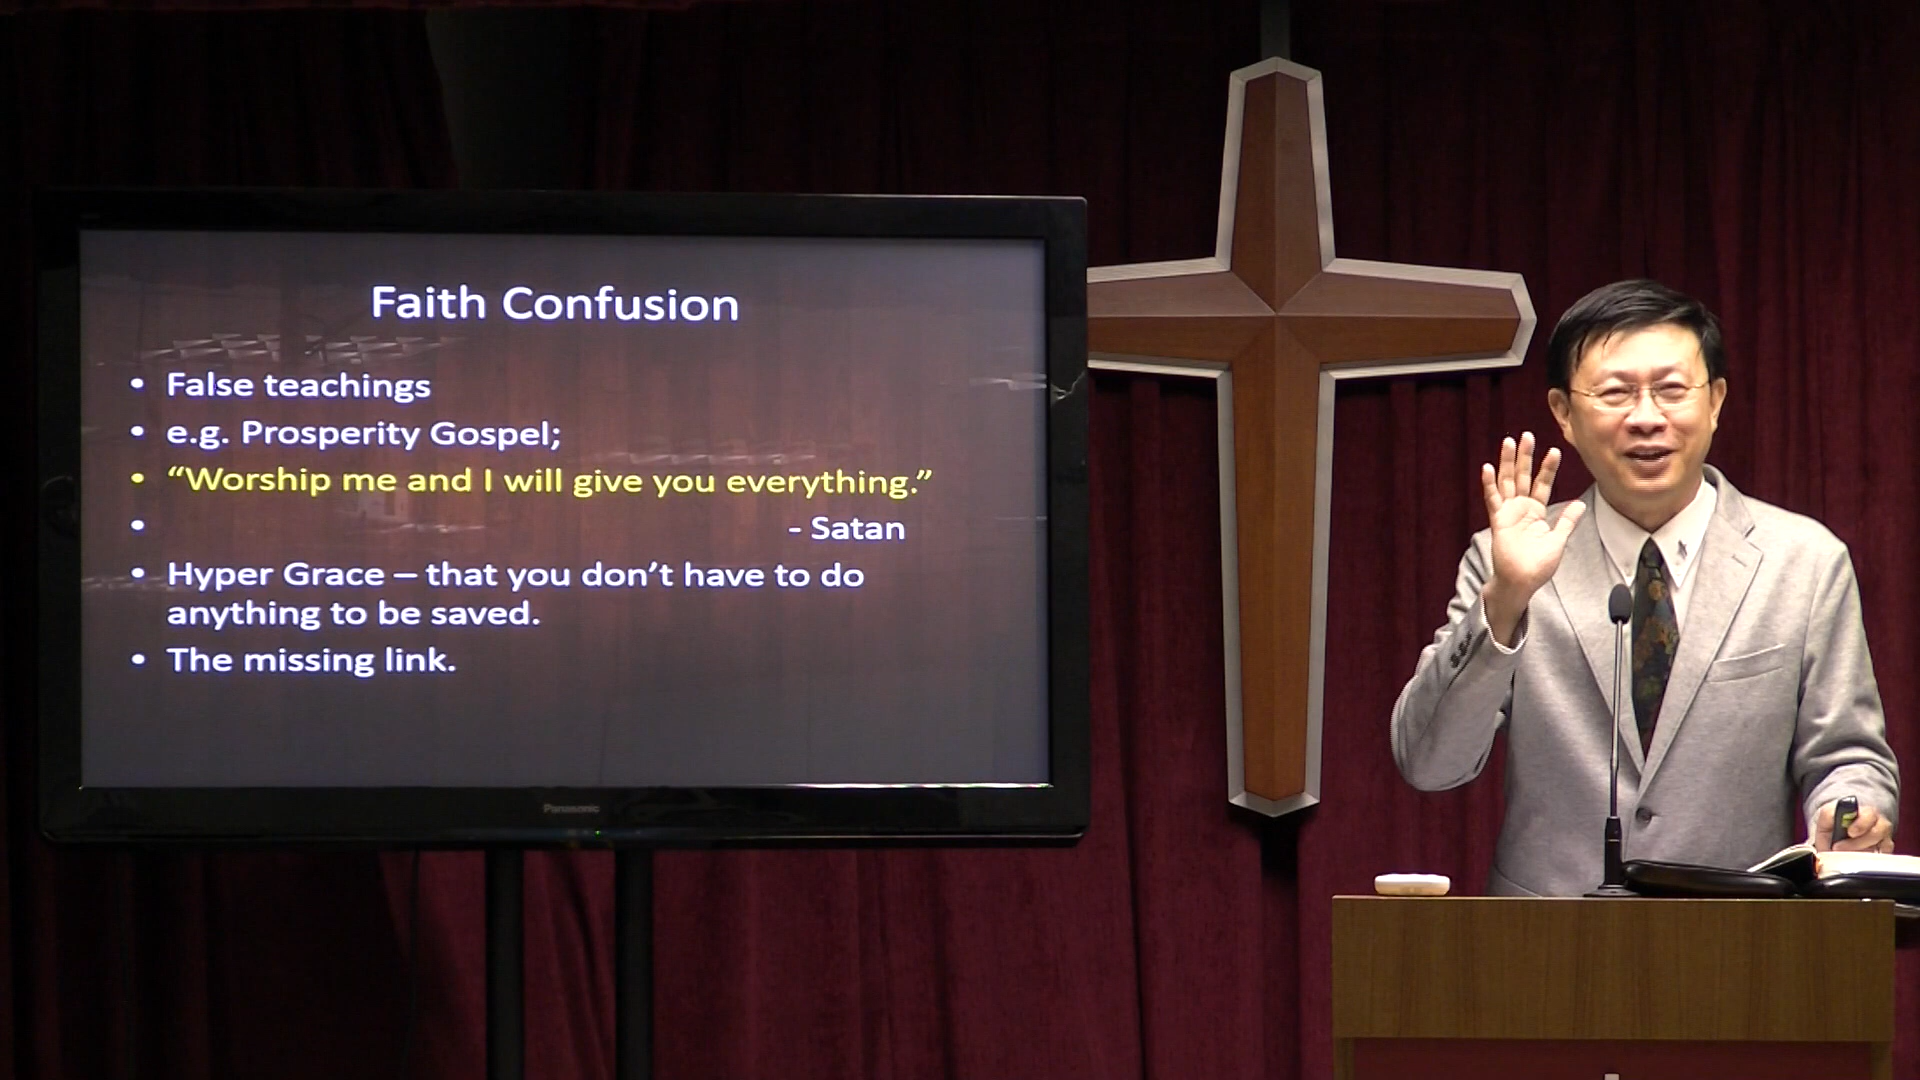 Faith Confusion
• False teachings
• e.g. Prosperity Gospel;
• “Worship me and I will give you everything.”
• - Satan
• Hyper Grace – that you don’t have to do
anything to be saved.
• The missing link.
Panasonic